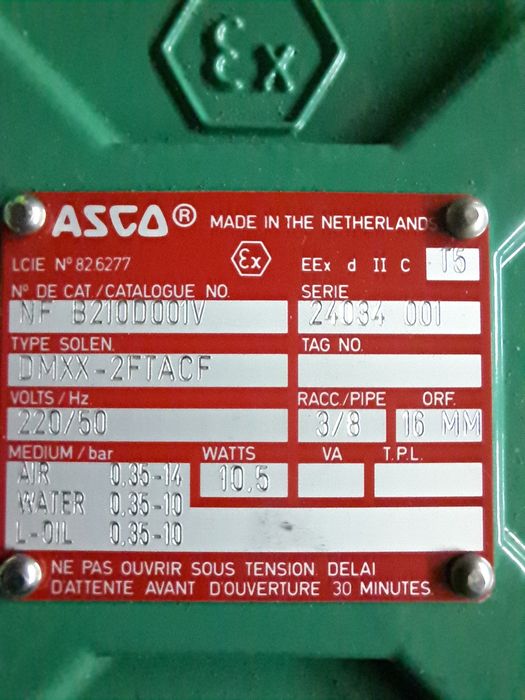 Ex
ASCO® MADE IN THE NETHERLANDS
LCIE N° 82.6277 Ex EEx d II C T5
N° DE CAT/CATALOGUE NO. SERIE
NF B210D001V 24034 001
TYPE SOLEN. TAG NO.
DMXX-2FTACF
VOLTS/Hz. RACC./PIPE ORF.
220/50 3/8 16 MM
MEDIUM/bar WATTS VA T.P.L.
AIR 0.35-14 10.5
WATER 0.35-10
L-OIL 0.35-10
NE PAS OUVRIR SOUS TENSION DELAI
D'ATTENTE AVANT D'OUVERTURE 30 MINUTES